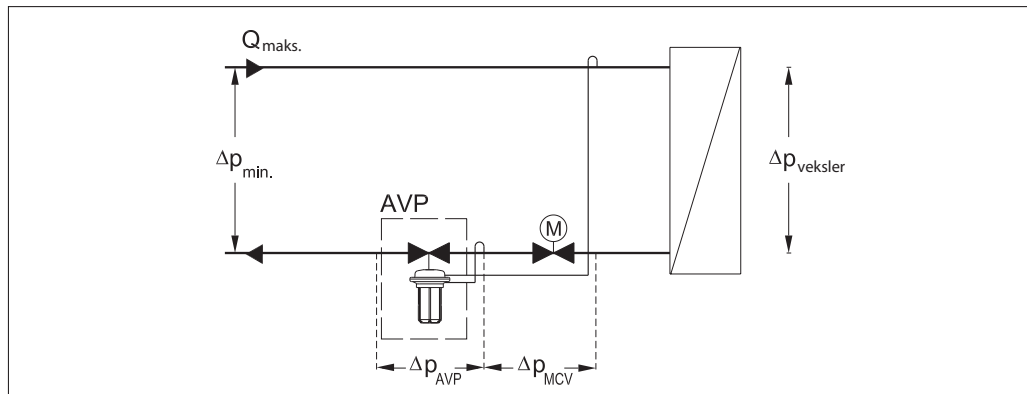 Qmaks.
Δpmin.
Δpveksler
AVP
M
ΔpAVP
ΔpMCV